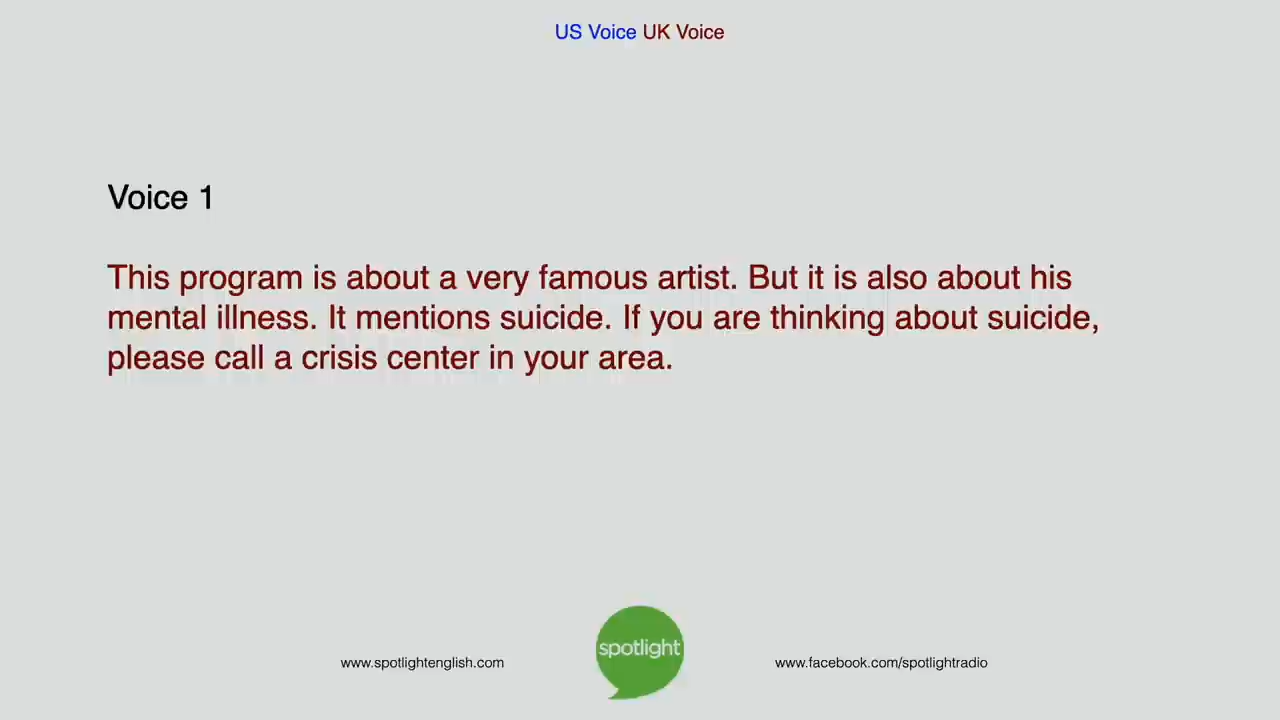 US Voice UK Voice
Voice 1
This program is about a very famous artist. But it is also about his
mental illness. It mentions suicide. If you are thinking about suicide,
please call a crisis center in your area.
spotlight
www.spotlightenglish.com
www.facebook.com/spotlightradio